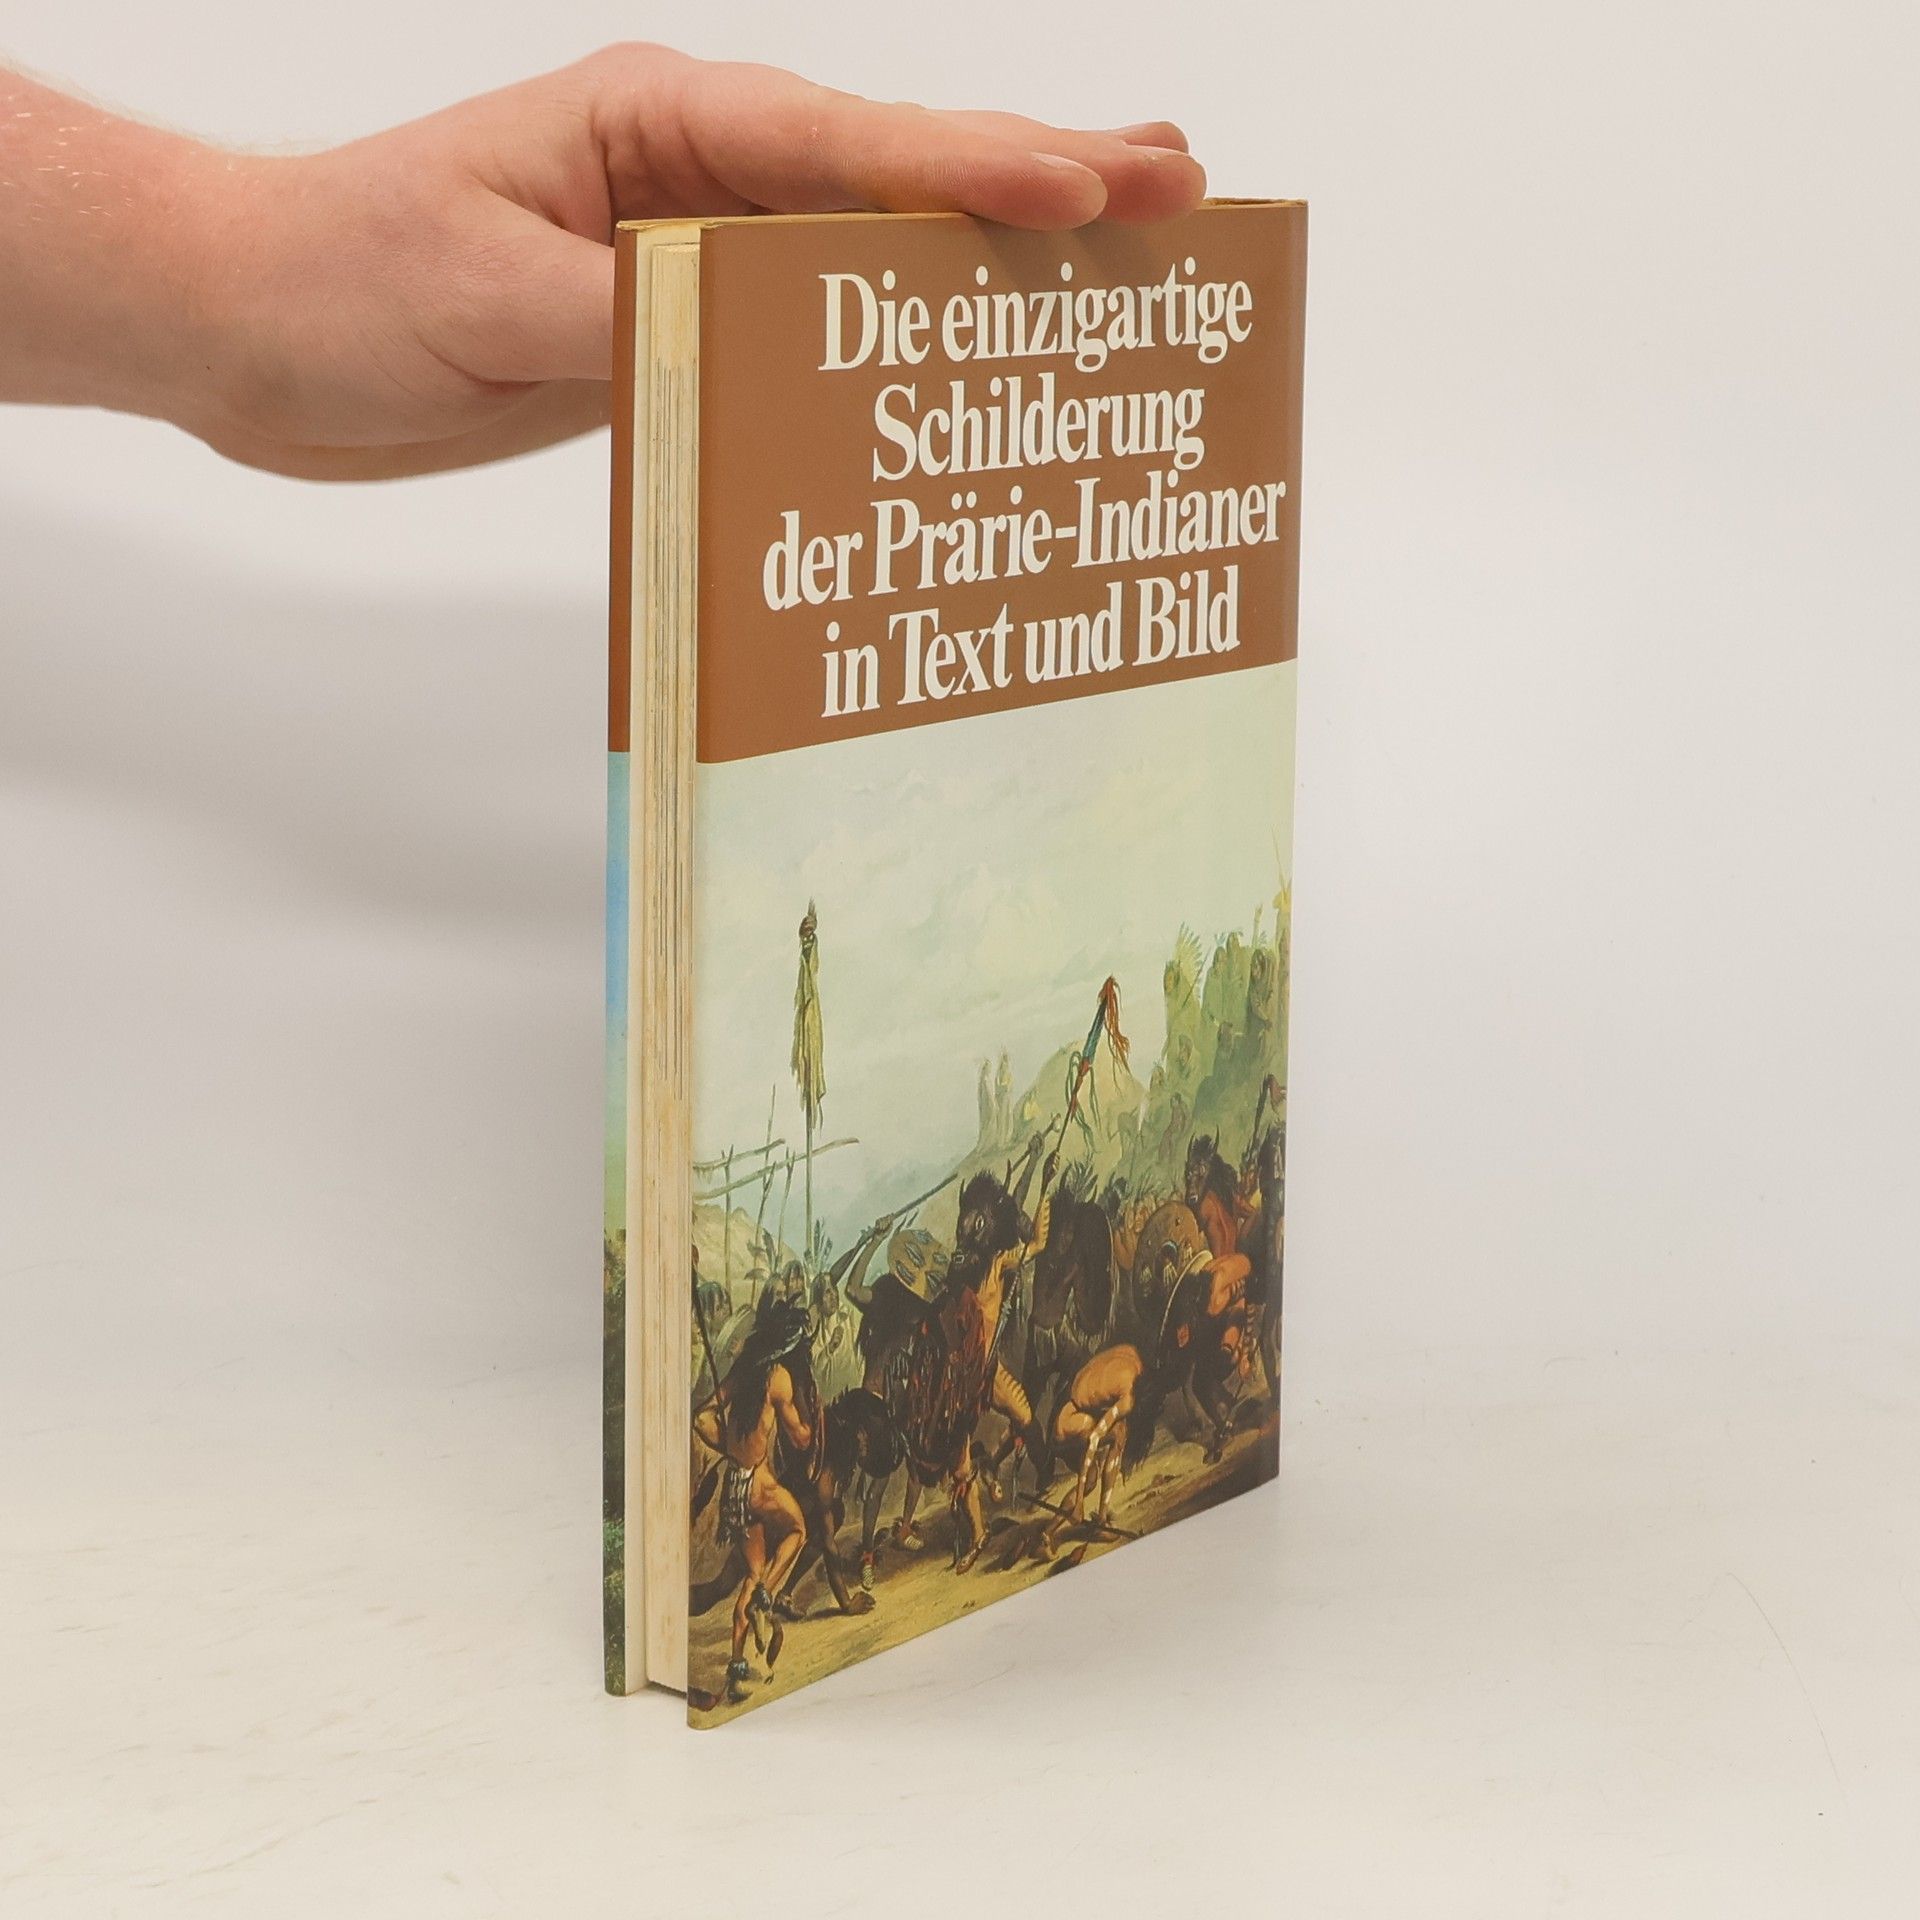 Die einzigartige
Schilderung
der Prärie-Indianer
in Text und Bild